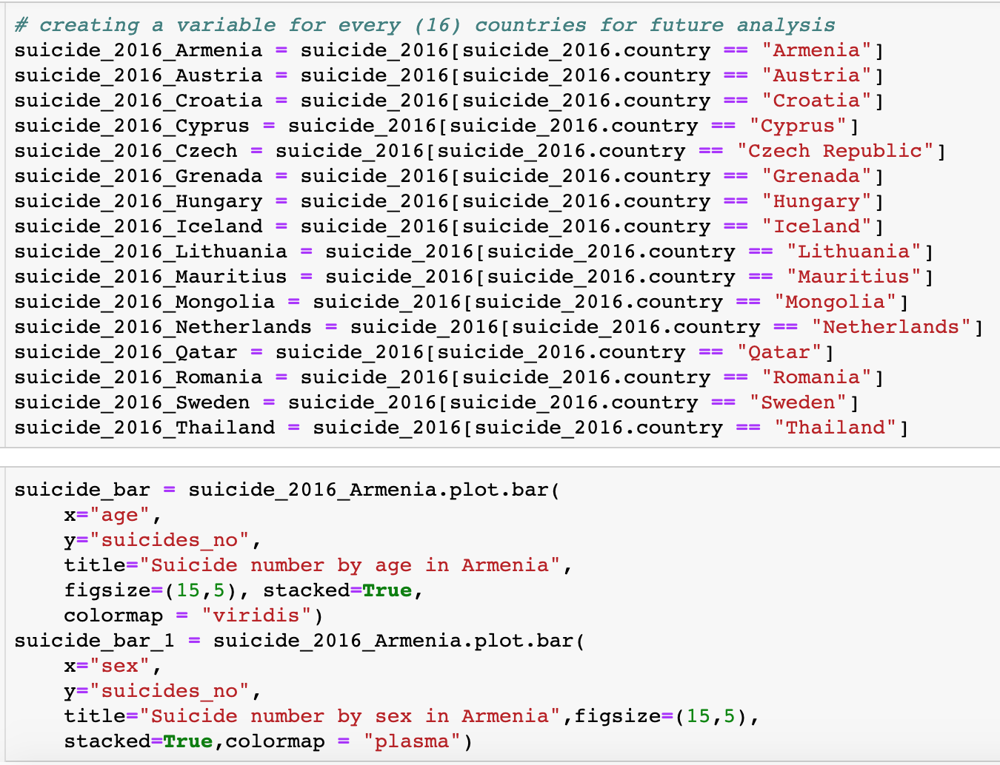 # creating a variable for every (16) countries for future analysis
suicide_2016_Armenia = suicide_2016[suicide_2016.country == "Armenia"]
suicide_2016_Austria = suicide_2016[suicide_2016.country == "Austria"]
suicide_2016_Croatia = suicide_2016[suicide_2016.country == "Croatia"]
suicide_2016_Cyprus = suicide_2016[suicide_2016.country == "Cyprus"]
suicide_2016_Czech = suicide_2016[suicide_2016.country == "Czech Republic"]
suicide_2016_Grenada = suicide_2016[suicide_2016.country == "Grenada"]
suicide_2016_Hungary = suicide_2016[suicide_2016.country == "Hungary"]
suicide_2016_Iceland = suicide_2016[suicide_2016.country == "Iceland"]
suicide_2016_Lithuania = suicide_2016[suicide_2016.country == "Lithuania"]
suicide_2016_Mauritius = suicide_2016[suicide_2016.country == "Mauritius"]
suicide_2016_Mongolia = suicide_2016[suicide_2016.country == "Mongolia"]
suicide_2016_Netherlands = suicide_2016[suicide_2016.country == "Netherlands"]
suicide_2016_Qatar = suicide_2016[suicide_2016.country == "Qatar"]
suicide_2016_Romania = suicide_2016[suicide_2016.country == "Romania"]
suicide_2016_Sweden = suicide_2016[suicide_2016.country == "Sweden"]
suicide_2016_Thailand = suicide_2016[suicide_2016.country == "Thailand"]
suicide_bar = suicide_2016_Armenia.plot.bar(
    x="age",
    y="suicides_no",
    title="Suicide number by age in Armenia",
    figsize=(15,5), stacked=True,
    colormap = "viridis")
suicide_bar_1 = suicide_2016_Armenia.plot.bar(
    x="sex",
    y="suicides_no",
    title="Suicide number by sex in Armenia",figsize=(15,5),
    stacked=True,colormap = "plasma")